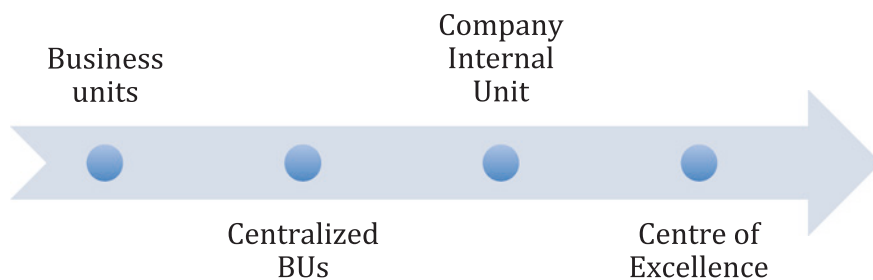 Business
units
Centralized
BUs
Company
Internal
Unit
Centre of
Excellence